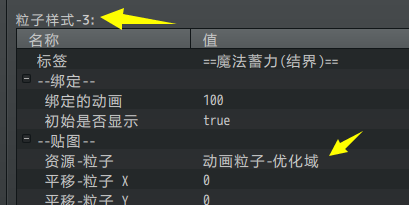 粒子样式-3:
名称 值
标签 ==魔法蓄力(结界)==
--绑定--
绑定的动画 100
初始是否显示 true
--贴图--
资源-粒子 动画粒子-优化域
平移-粒子 X 0
平移-粒子 Y 0